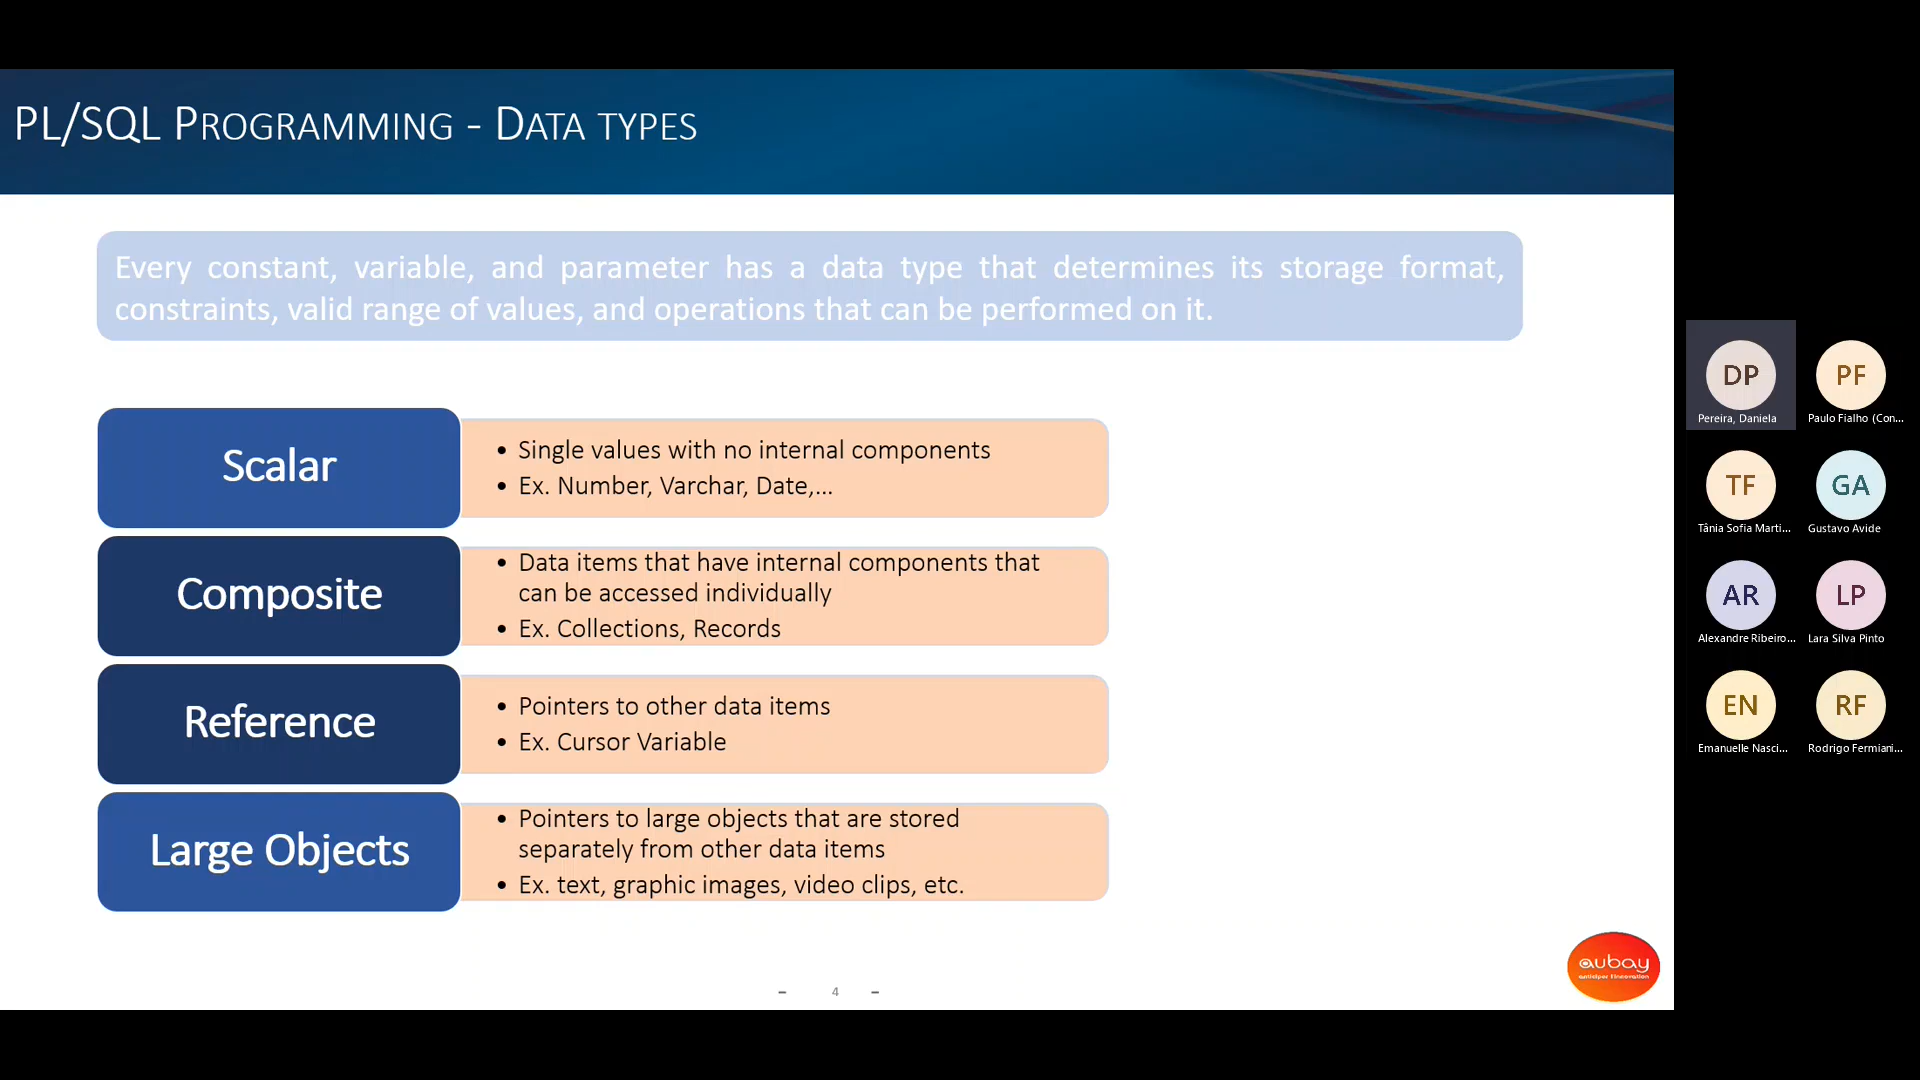 PL/SQL PROGRAMMING - DATA TYPES
Every constant, variable, and parameter has a data type that determines its storage format,
constraints, valid range of values, and operations that can be performed on it.
Scalar
• Single values with no internal components
• Ex. Number, Varchar, Date,...
Composite
• Data items that have internal components that
can be accessed individually
• Ex. Collections, Records
Reference
• Pointers to other data items
• Ex. Cursor Variable
Large Objects
• Pointers to large objects that are stored
separately from other data items
• Ex. text, graphic images, video clips, etc.
– 4 –
aubay
anticiper l'innovation
DP
Pereira, Daniela
PF
Paulo Fialho (Con...
TF
Tânia Sofia Marti...
GA
Gustavo Avide
AR
Alexandre Ribeiro...
LP
Lara Silva Pinto
EN
Emanuelle Nasci...
RF
Rodrigo Fermiani...